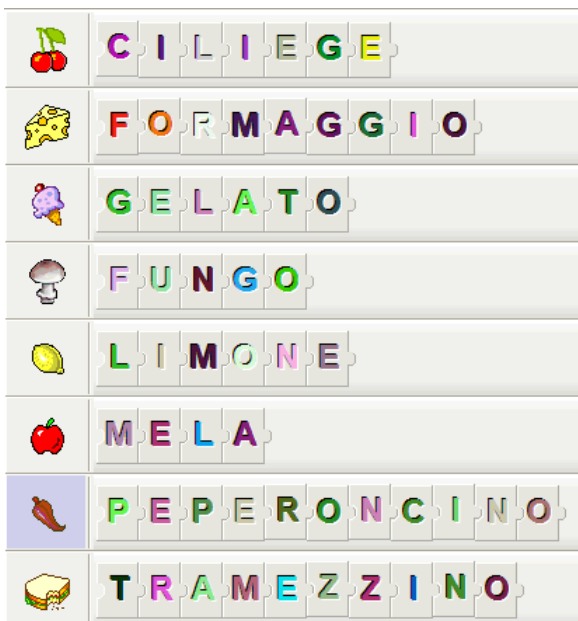 CILIEGE
FORMAGGIO
GELATO
FUNGO
LIMONE
MELA
PEPERONCINO
TRAMEZZINO